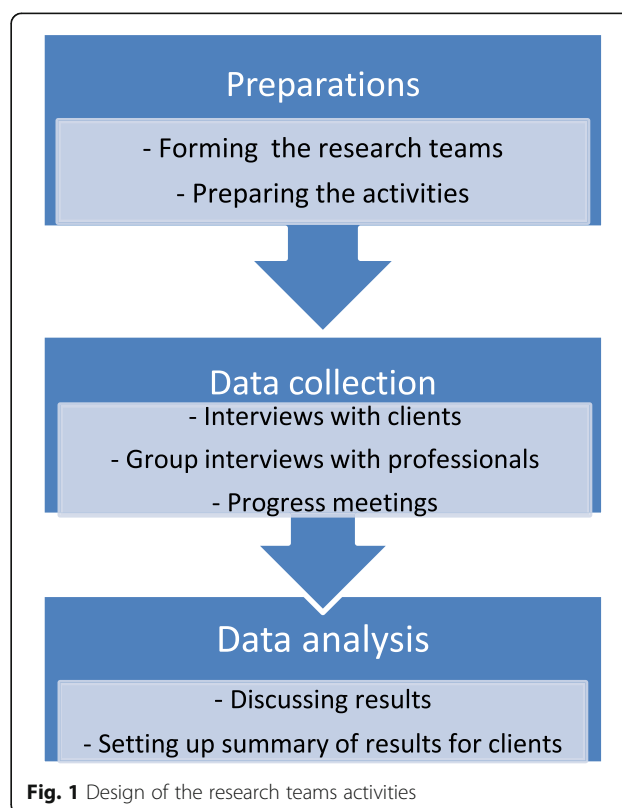 Preparations
- Forming the research teams
- Preparing the activities
Data collection
- Interviews with clients
- Group interviews with professionals
- Progress meetings
Data analysis
- Discussing results
- Setting up summary of results for clients
Fig. 1 Design of the research teams activities